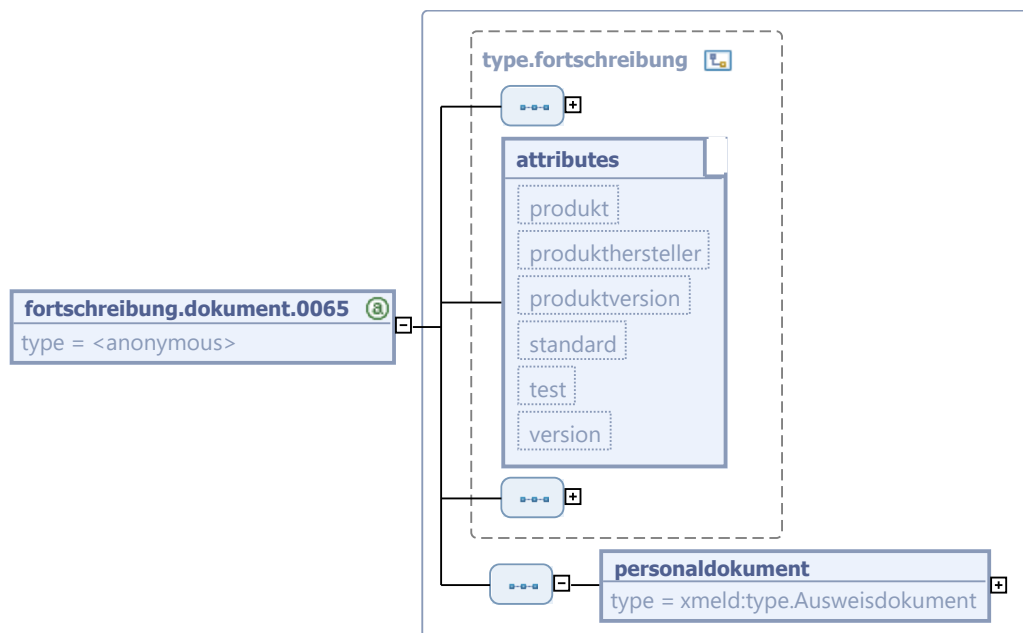 type.fortschreibung
attributes
produkt
produkthersteller
produktversion
standard
test
version
fortschreibung.dokument.0065 @
type = <anonymous>
personaldokument
type = xmeld:type.Ausweisdokument